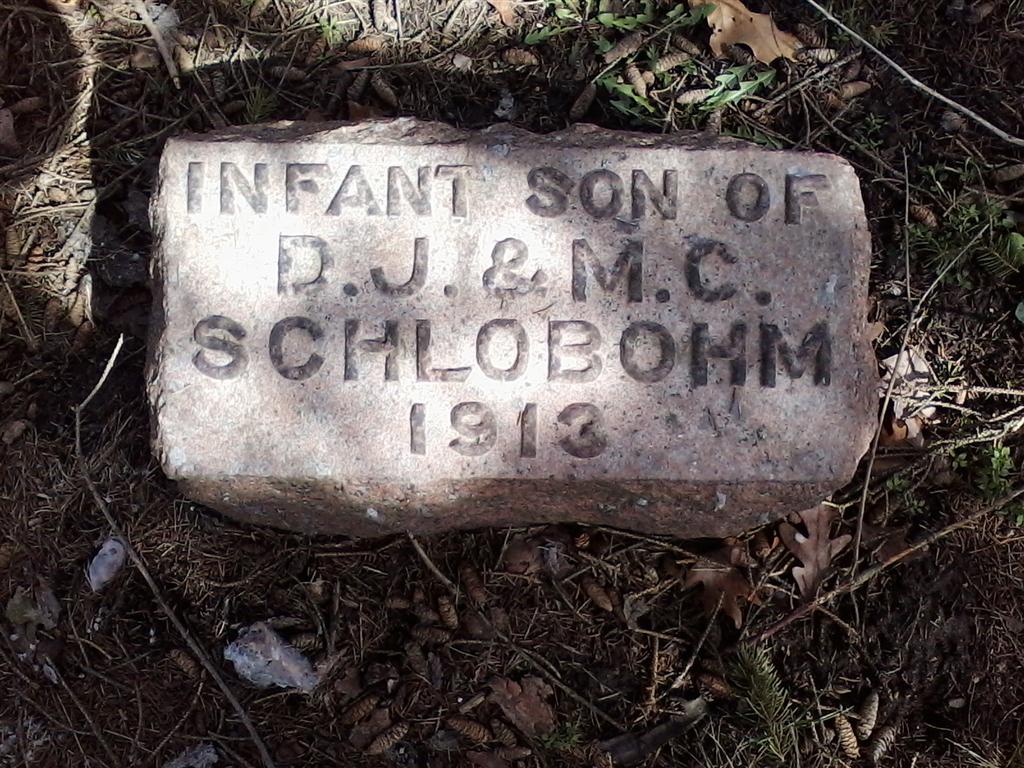 INFANT SON OF
D.J. & M.C.
SCHLOBOHM
1913